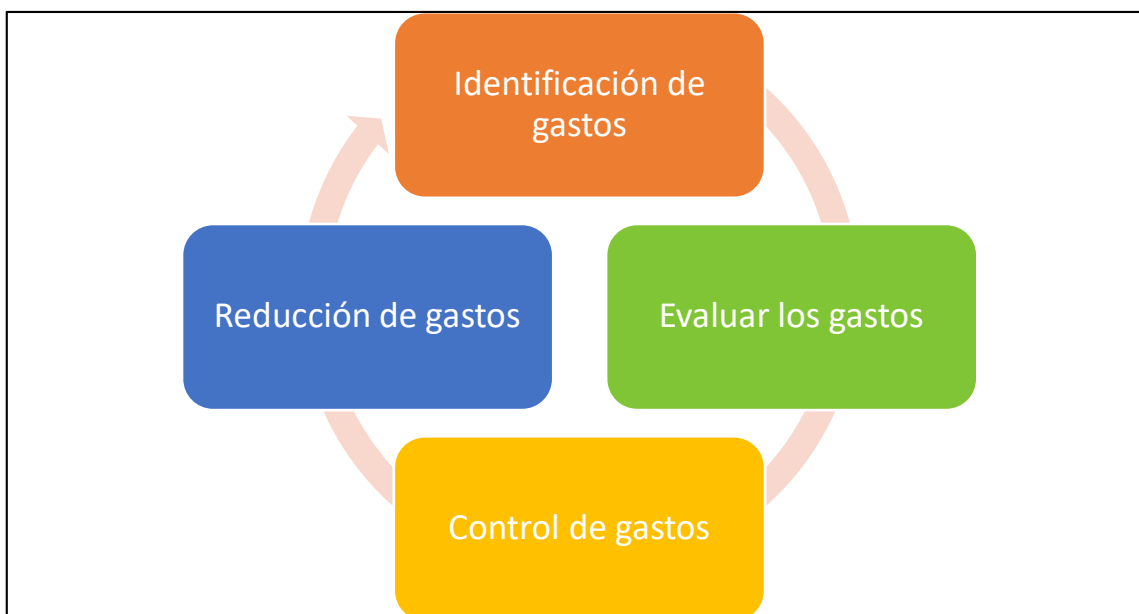 Identificación de
gastos
Reducción de gastos
Evaluar los gastos
Control de gastos